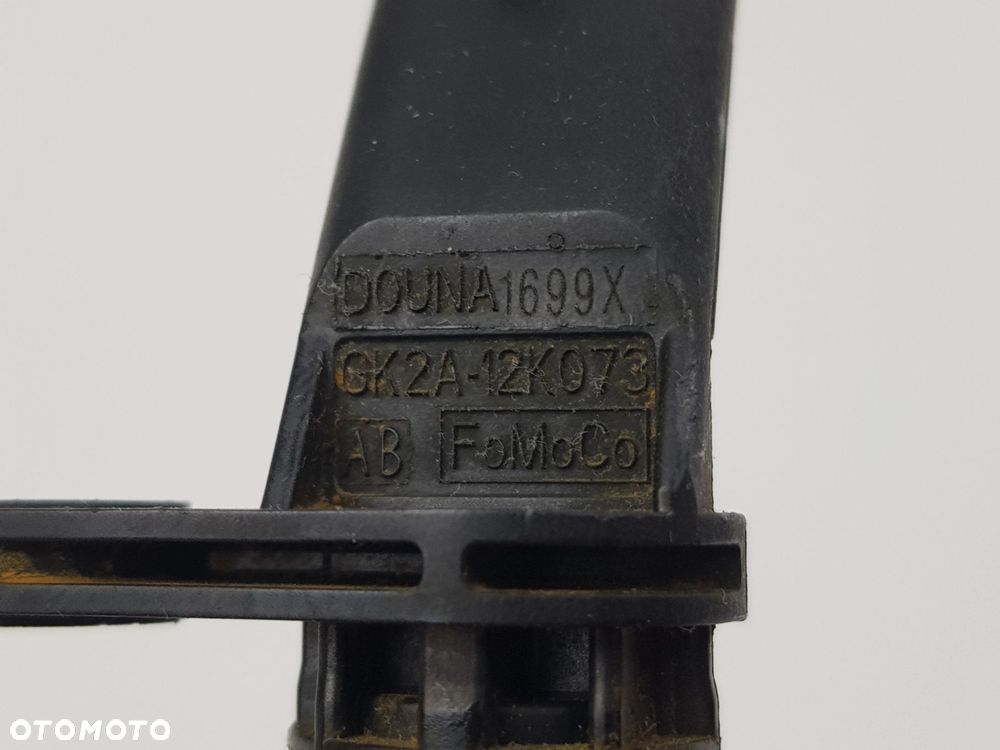 DOUNA1699X
GK2A-12K073
AB FoMoCo
OTOMOTO